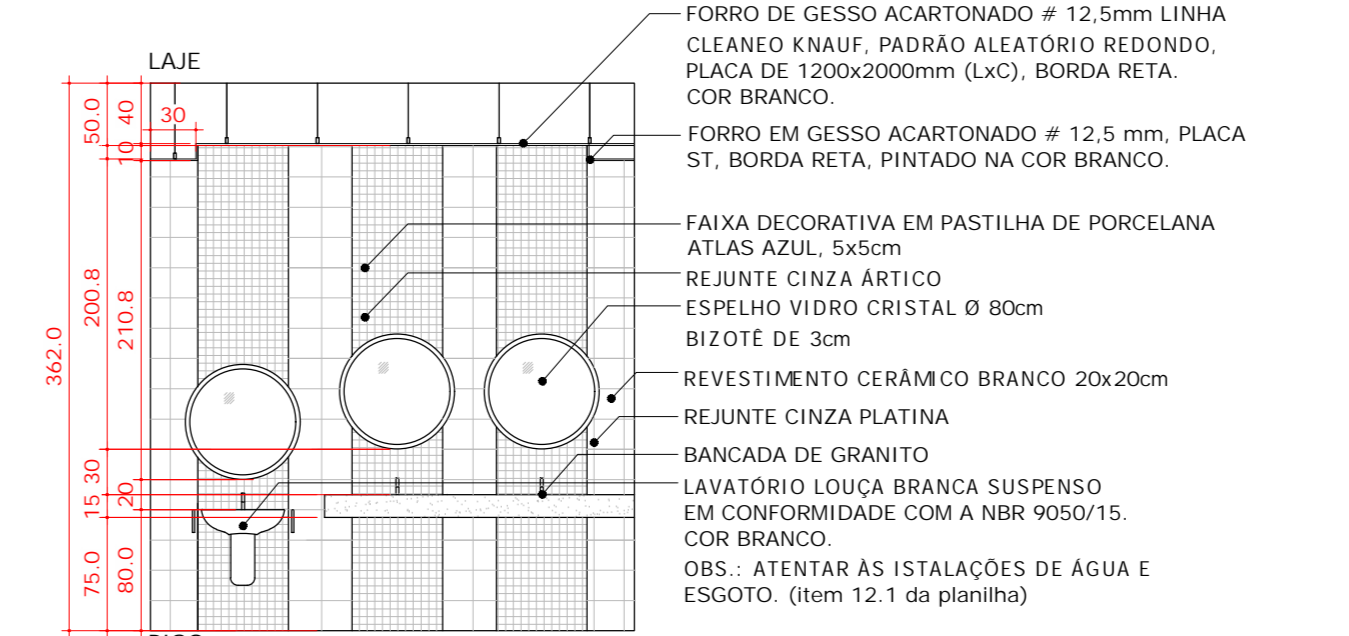 LAJE
FORRO DE GESSO ACARTONADO # 12,5mm LINHA
CLEANEO KNAUF, PADRÃO ALEATÓRIO REDONDO,
PLACA DE 1200x2000mm (LxC), BORDA RETA.
COR BRANCO.
FORRO EM GESSO ACARTONADO # 12,5 mm, PLACA
ST, BORDA RETA, PINTADO NA COR BRANCO.
FAIXA DECORATIVA EM PASTILHA DE PORCELANA
ATLAS AZUL, 5x5cm
REJUNTE CINZA ÁRTICO
ESPELHO VIDRO CRISTAL Ø 80cm
BIZOTÊ DE 3cm
REVESTIMENTO CERÂMICO BRANCO 20x20cm
REJUNTE CINZA PLATINA
BANCADA DE GRANITO
LAVATÓRIO LOUÇA BRANCA SUSPENSO
EM CONFORMIDADE COM A NBR 9050/15.
COR BRANCO.
OBS.: ATENTAR ÀS ISTALAÇÕES DE ÁGUA E
ESGOTO. (item 12.1 da planilha)
362.0
50.0
200.8
30
15
75.0
40
10
210.8
20
80.0
30